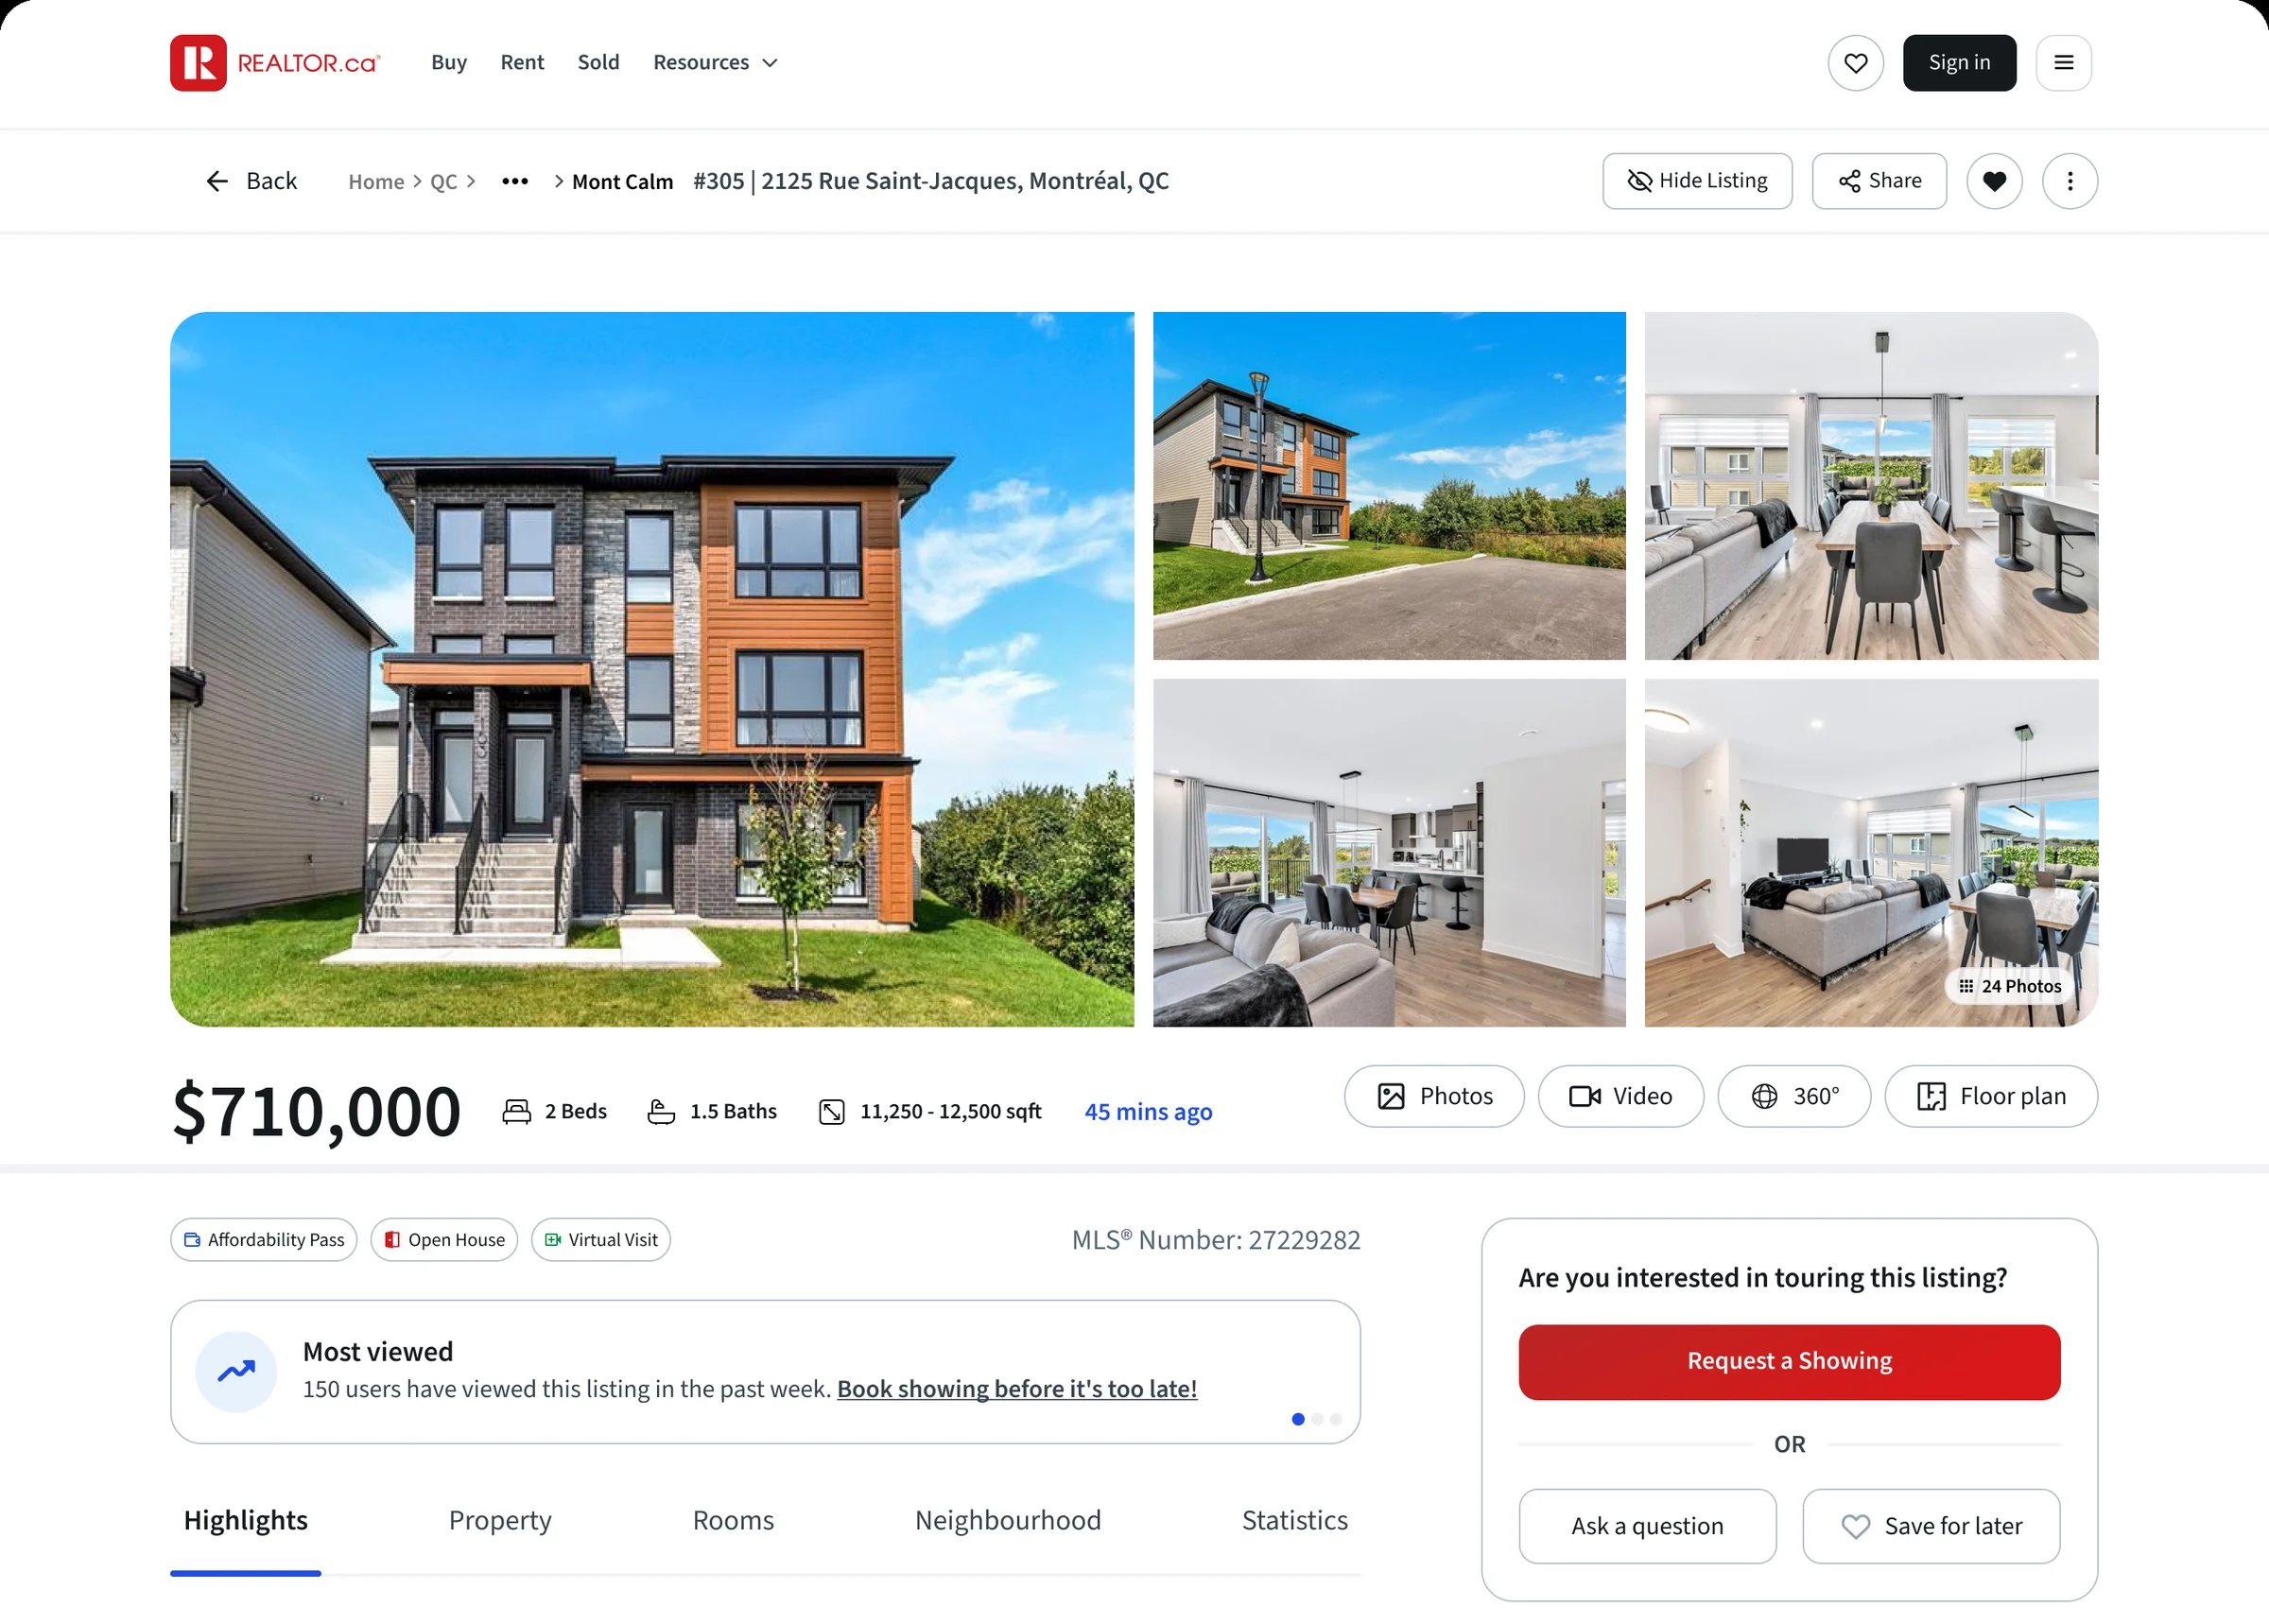 REALTOR.ca®
Buy Rent Sold Resources
Sign in
Back Home > QC > ••• > Mont Calm #305 | 2125 Rue Saint-Jacques, Montréal, QC
Hide Listing Share
24 Photos
$710,000 2 Beds 1.5 Baths 11,250 - 12,500 sqft 45 mins ago
Photos Video 360° Floor plan
Affordability Pass Open House Virtual Visit MLS® Number: 27229282
Most viewed
150 users have viewed this listing in the past week. Book showing before it's too late!
Highlights Property Rooms Neighbourhood Statistics
Are you interested in touring this listing?
Request a Showing
OR
Ask a question Save for later